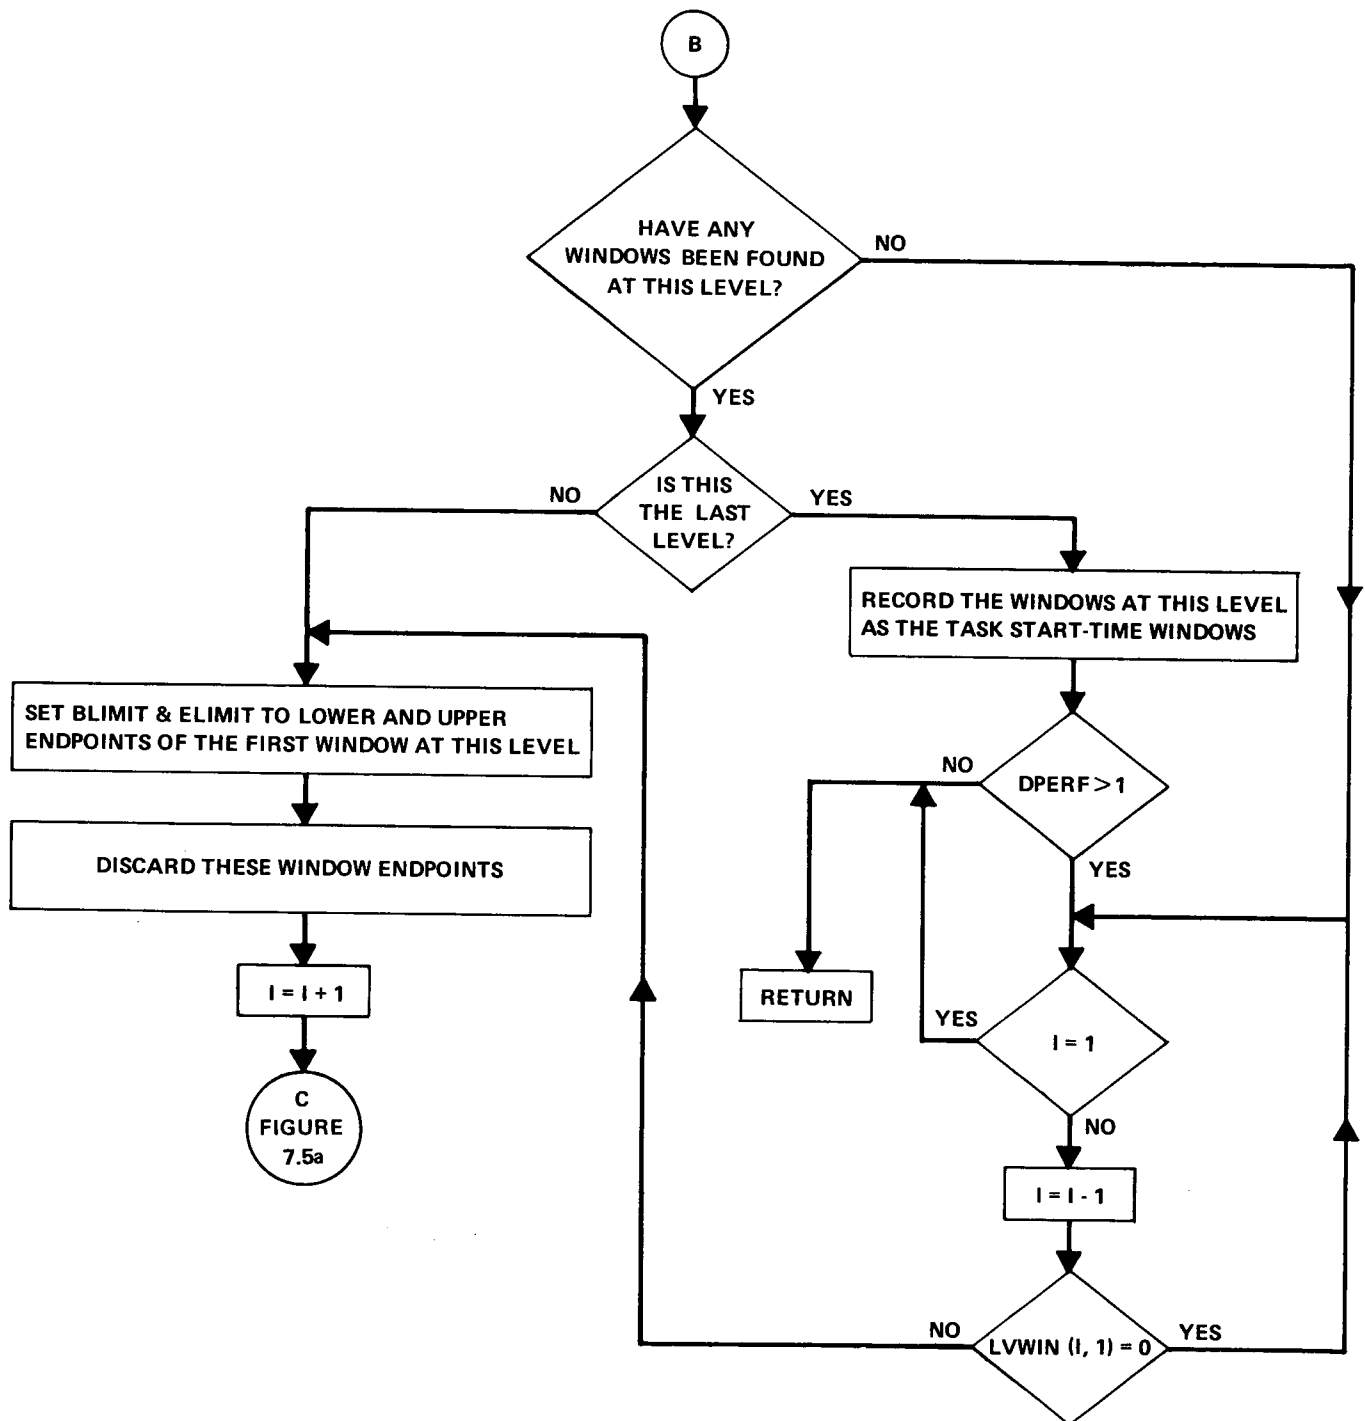 B
HAVE ANY
WINDOWS BEEN FOUND
AT THIS LEVEL?
NO
YES
IS THIS
THE LAST
LEVEL?
NO
YES
RECORD THE WINDOWS AT THIS LEVEL
AS THE TASK START-TIME WINDOWS
SET BLIMIT & ELIMIT TO LOWER AND UPPER
ENDPOINTS OF THE FIRST WINDOW AT THIS LEVEL
NO
DPERF > 1
YES
DISCARD THESE WINDOW ENDPOINTS
I = I + 1
RETURN
YES
I = 1
NO
C
FIGURE
7.5a
I = I - 1
NO
LVWIN (I, 1) = 0
YES